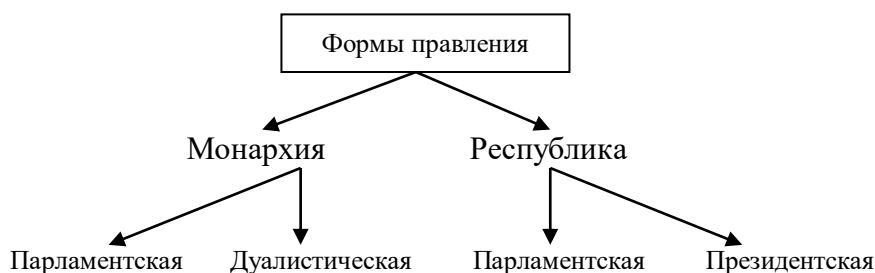 Формы правления
Монархия Республика
Парламентская Дуалистическая Парламентская Президентская